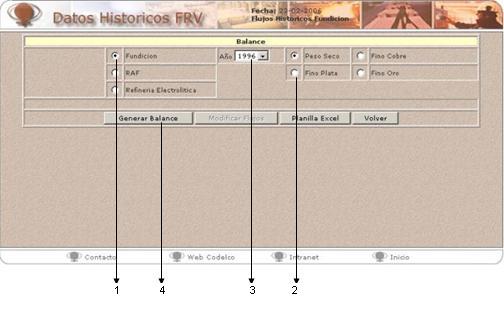 Datos Historicos FRV
Fecha: 23-02-2006
Flujos Historicos Fundicion
Balance
Fundicion Año 1996 Peso Seco Fino Cobre
RAF Fino Plata Fino Oro
Refineria Electrolitica
Generar Balance Modificar Flujos Planilla Excel Volver
Contacto Web Codelco Intranet Inicio
1 4 3 2